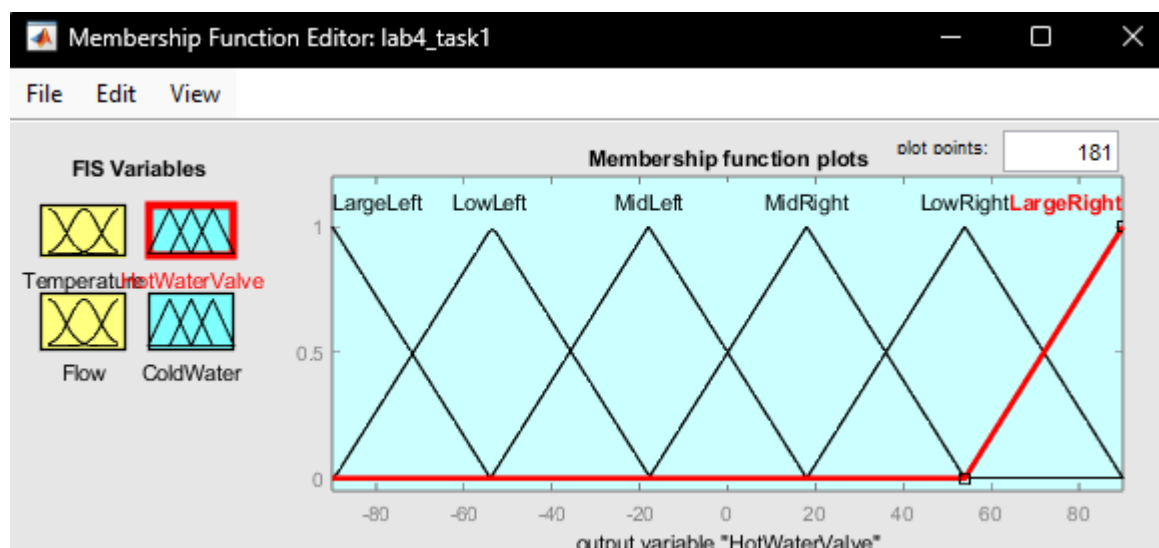 Membership Function Editor: lab4_task1
File Edit View
FIS Variables
Membership function plots
plot points:
181
LargeLeft LowLeft MidLeft MidRight LowRight LargeRight
Temperature HotWaterValve
Flow ColdWater
1
0.5
0
-80 -60 -40 -20 0 20 40 60 80
output variable "HotWaterValve"